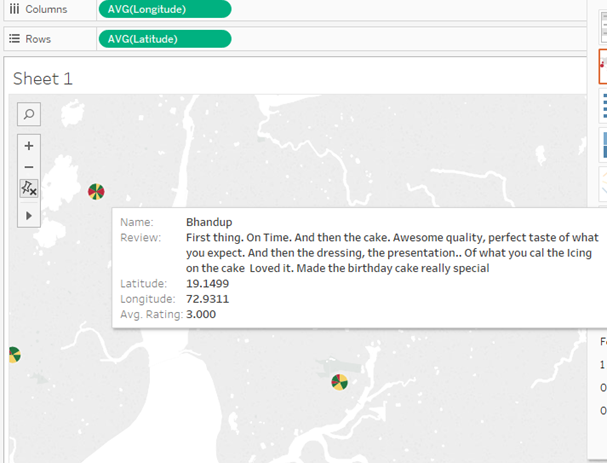 Columns
AVG(Longitude)
Rows
AVG(Latitude)
Sheet 1
Name: Bhandup
Review: First thing. On Time. And then the cake. Awesome quality, perfect taste of what
you expect. And then the dressing, the presentation.. Of what you cal the Icing
on the cake Loved it. Made the birthday cake really special
Latitude: 19.1499
Longitude: 72.9311
Avg. Rating: 3.000
1
0
0